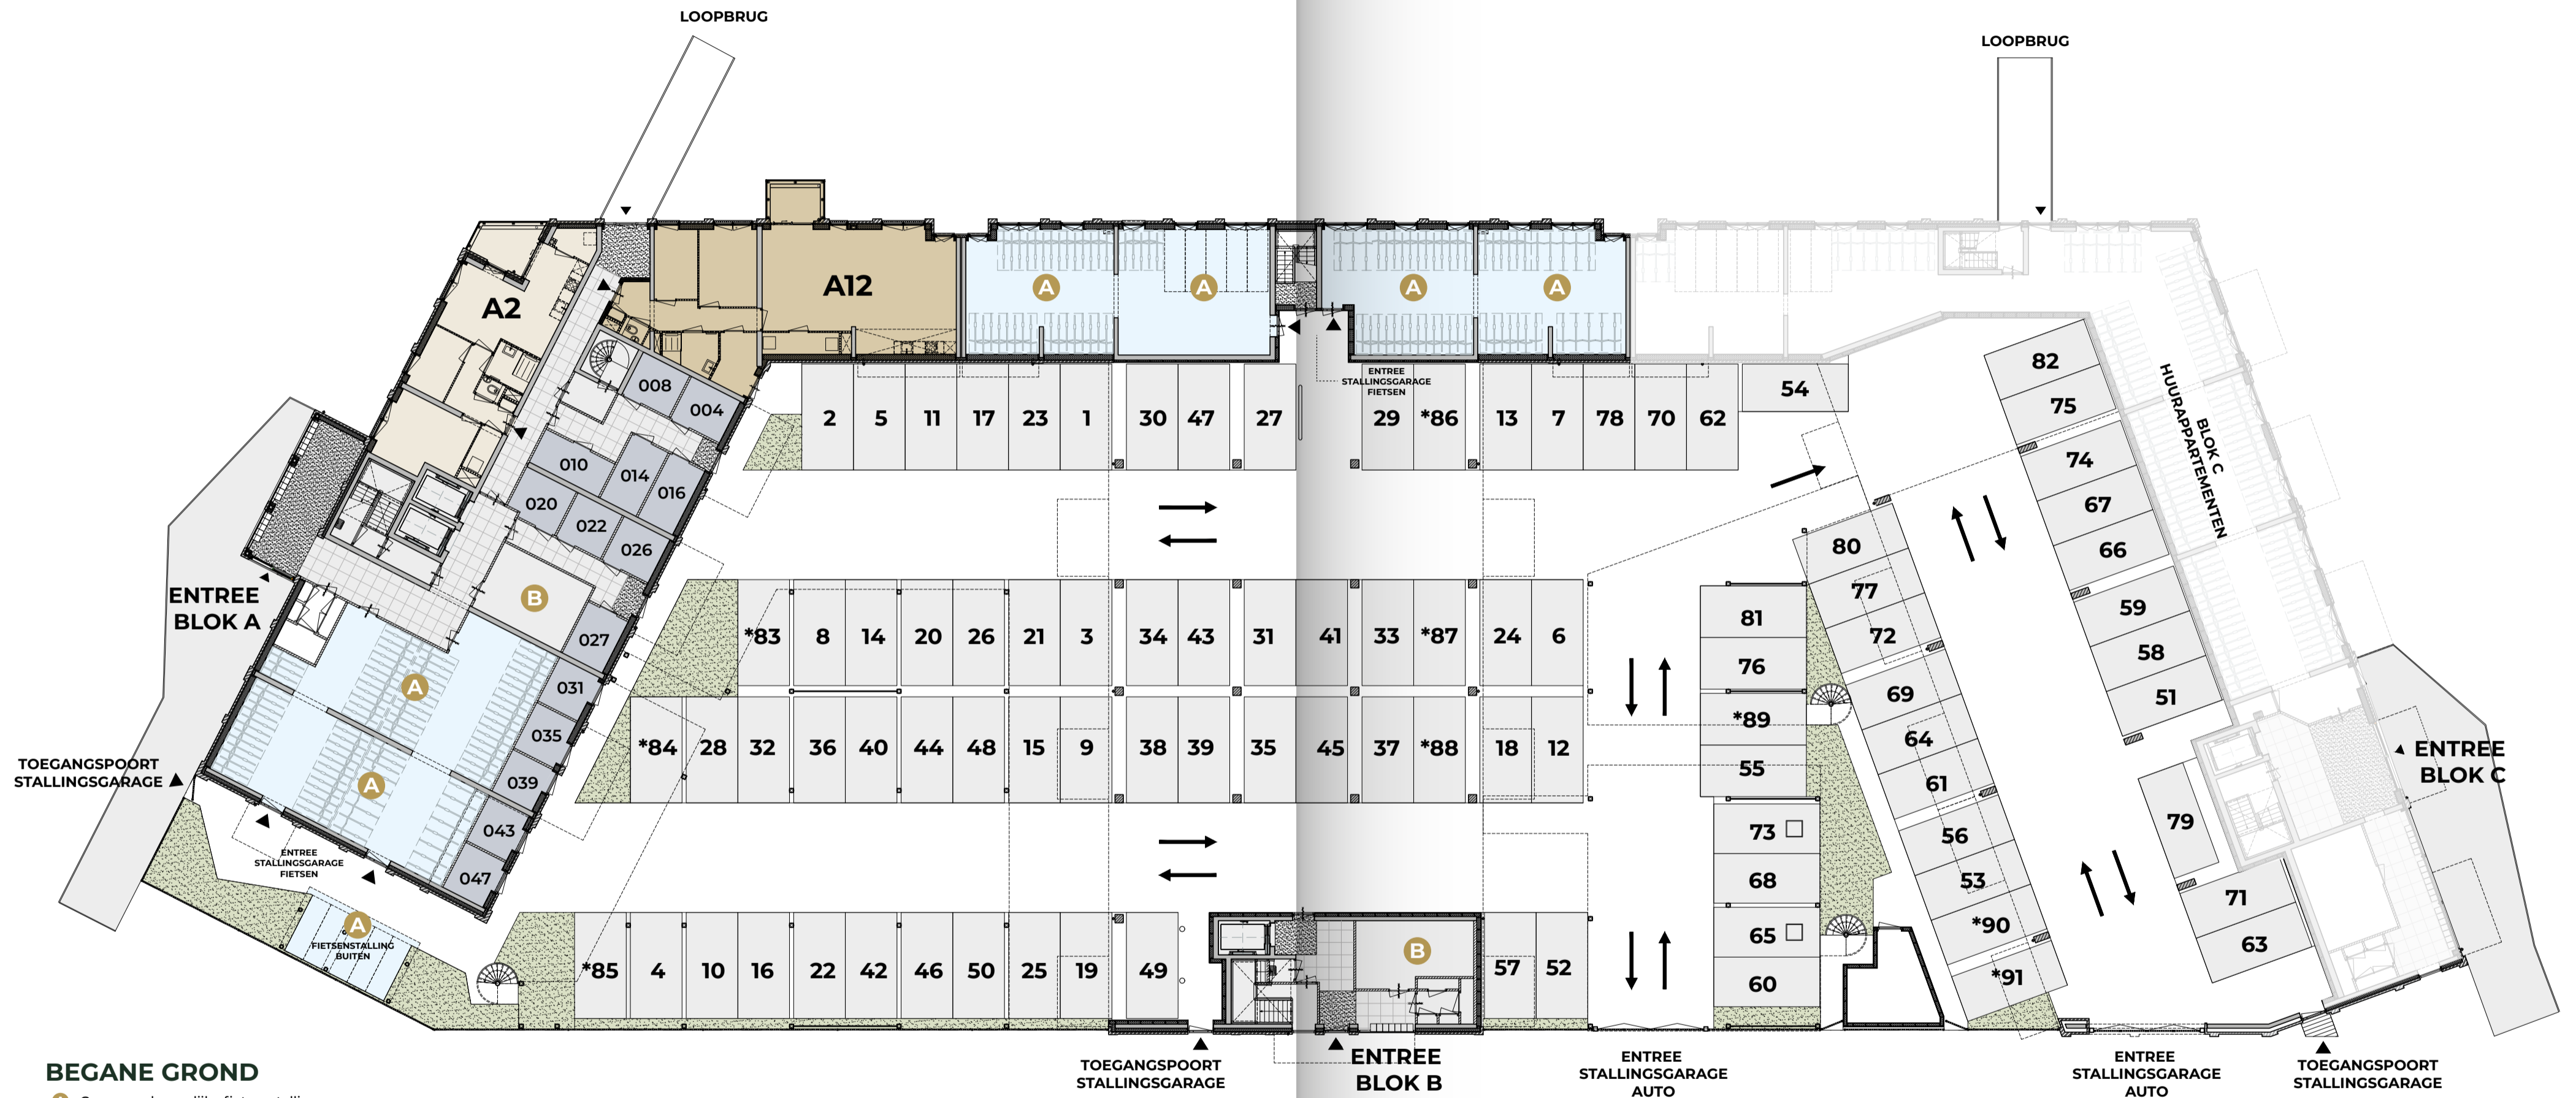 LOOPBRUG
LOOPBRUG
A2
A12
A
A
A
A
008
004
010
014
016
020
022
026
B
027
031
035
039
043
047
A
A
ENTREE
BLOK A
TOEGANGSPOORT
STALLINGSGARAGE
ENTREE
STALLINGSGARAGE
FIETSEN
A
FIETSENSTALLING
BUITEN
ENTREE
STALLINGSGARAGE
FIETSEN
2 5 11 17 23 1 30 47 27 29 *86 13 7 78 70 62
54
*83 8 14 20 26 21 3 34 43 31 41 33 *87 24 6
*84 28 32 36 40 44 48 15 9 38 39 35 45 37 *88 18 12
*85 4 10 16 22 42 46 50 25 19 49
B
57 52
81
76
*89
55
73
68
65
60
80
77
72
69
64
61
56
53
*90
*91
82
75
74
67
66
59
58
51
79
71
63
BLOK C
HUURAPPARTEMENTEN
ENTREE
BLOK C
TOEGANGSPOORT
STALLINGSGARAGE
ENTREE
BLOK B
ENTREE
STALLINGSGARAGE
AUTO
ENTREE
STALLINGSGARAGE
AUTO
TOEGANGSPOORT
STALLINGSGARAGE
BEGANE GROND